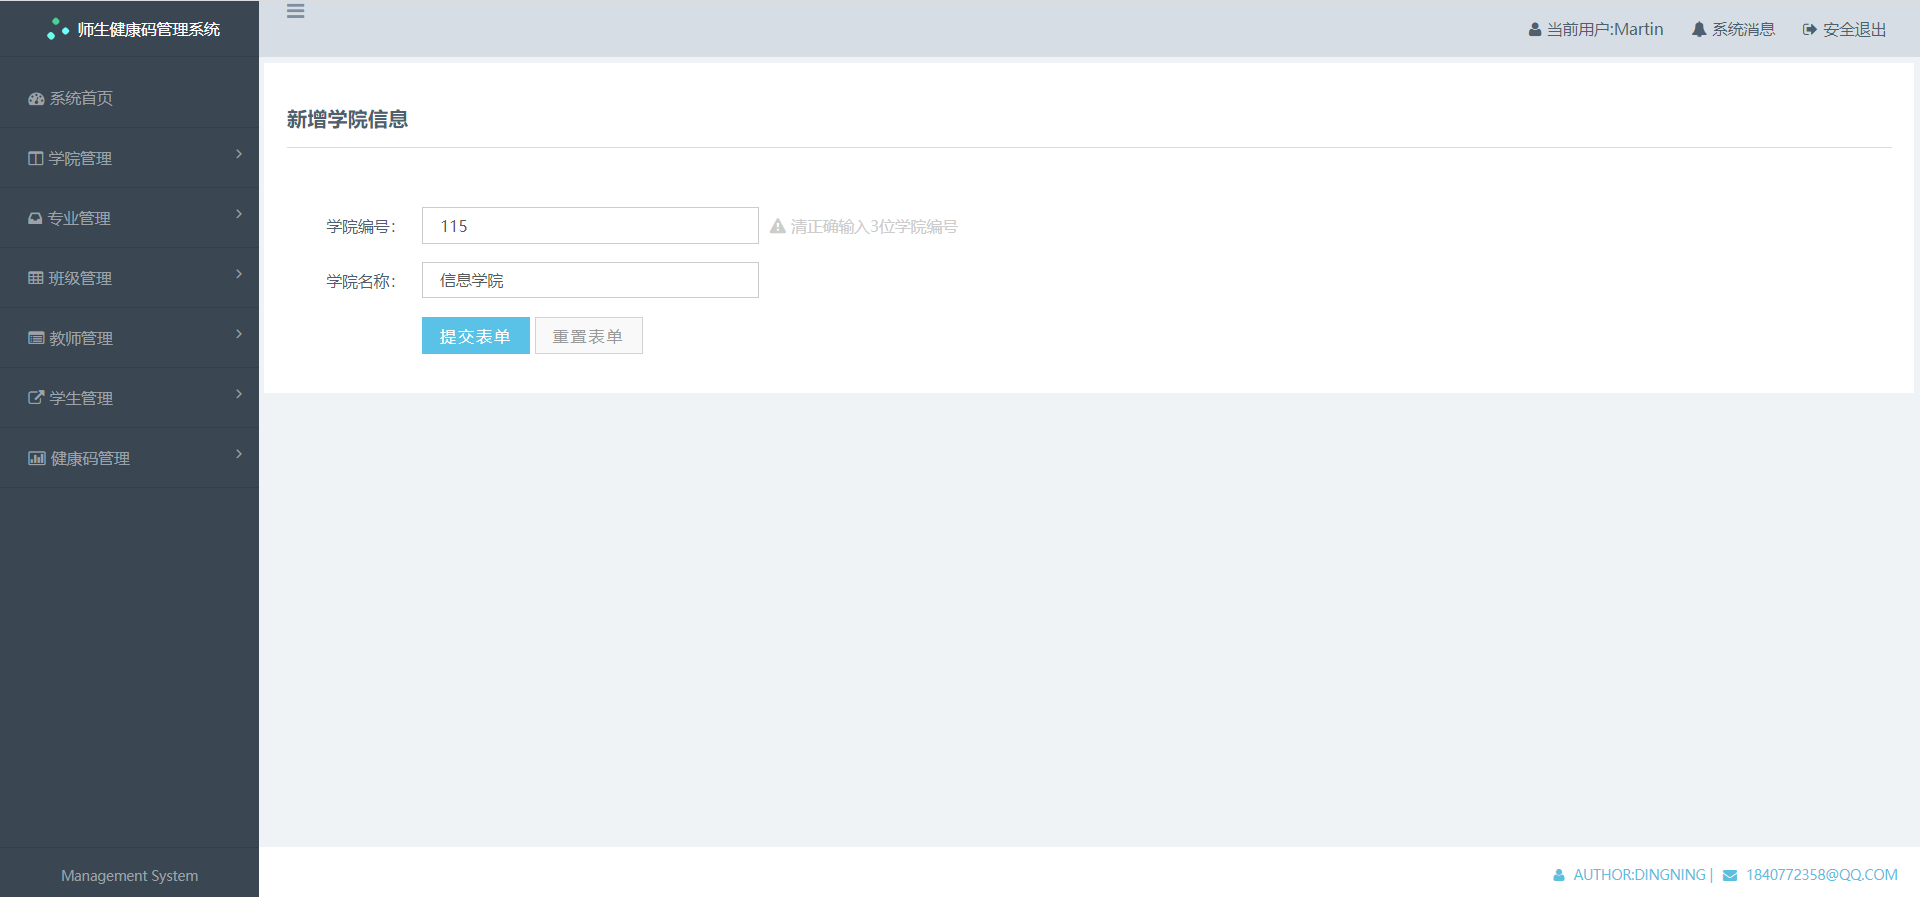 师生健康码管理系统
当前用户:Martin
系统消息
安全退出
系统首页
学院管理
专业管理
班级管理
教师管理
学生管理
健康码管理
新增学院信息
学院编号：
115
清正确输入3位学院编号
学院名称：
信息学院
提交表单
重置表单
Management System
AUTHOR:DINGNING |
1840772358@QQ.COM